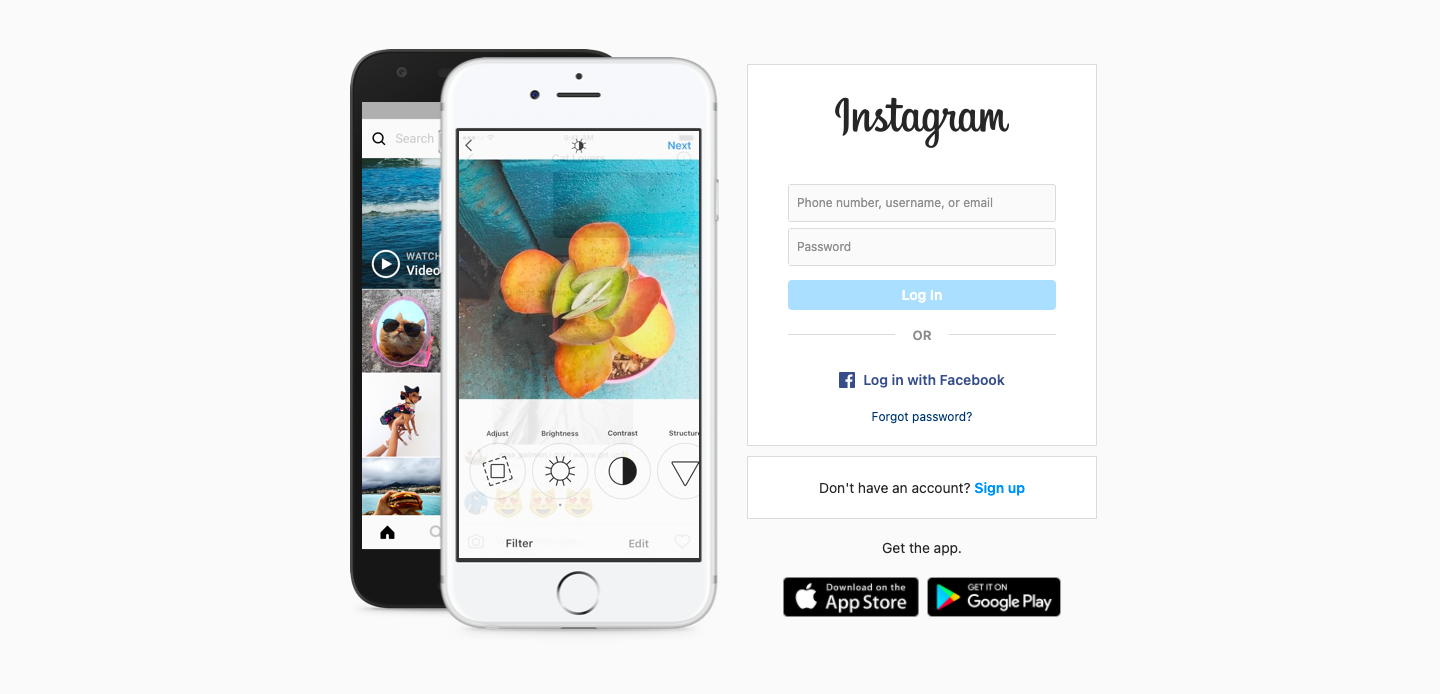 Search
WATCH
Video
Next
Cat Lovers
Adjust
Brightness
Contrast
Structure
Filter
Edit
Instagram
Phone number, username, or email
Password
Log In
OR
Log in with Facebook
Forgot password?
Don't have an account? Sign up
Get the app.
Download on the
App Store
GET IT ON
Google Play